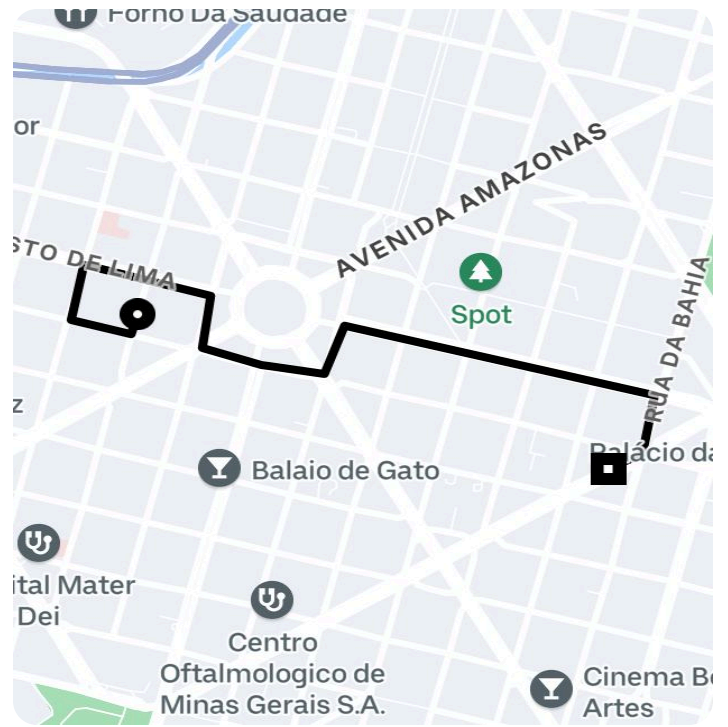 Forno Da Saudade
or
AVENIDA AMAZONAS
STO DE LIMA
Spot
RUA DA BAHIA
z
Palácio da
Balaio de Gato
ital Mater
Dei
Centro
Oftalmologico de
Minas Gerais S.A.
Cinema Be
Artes